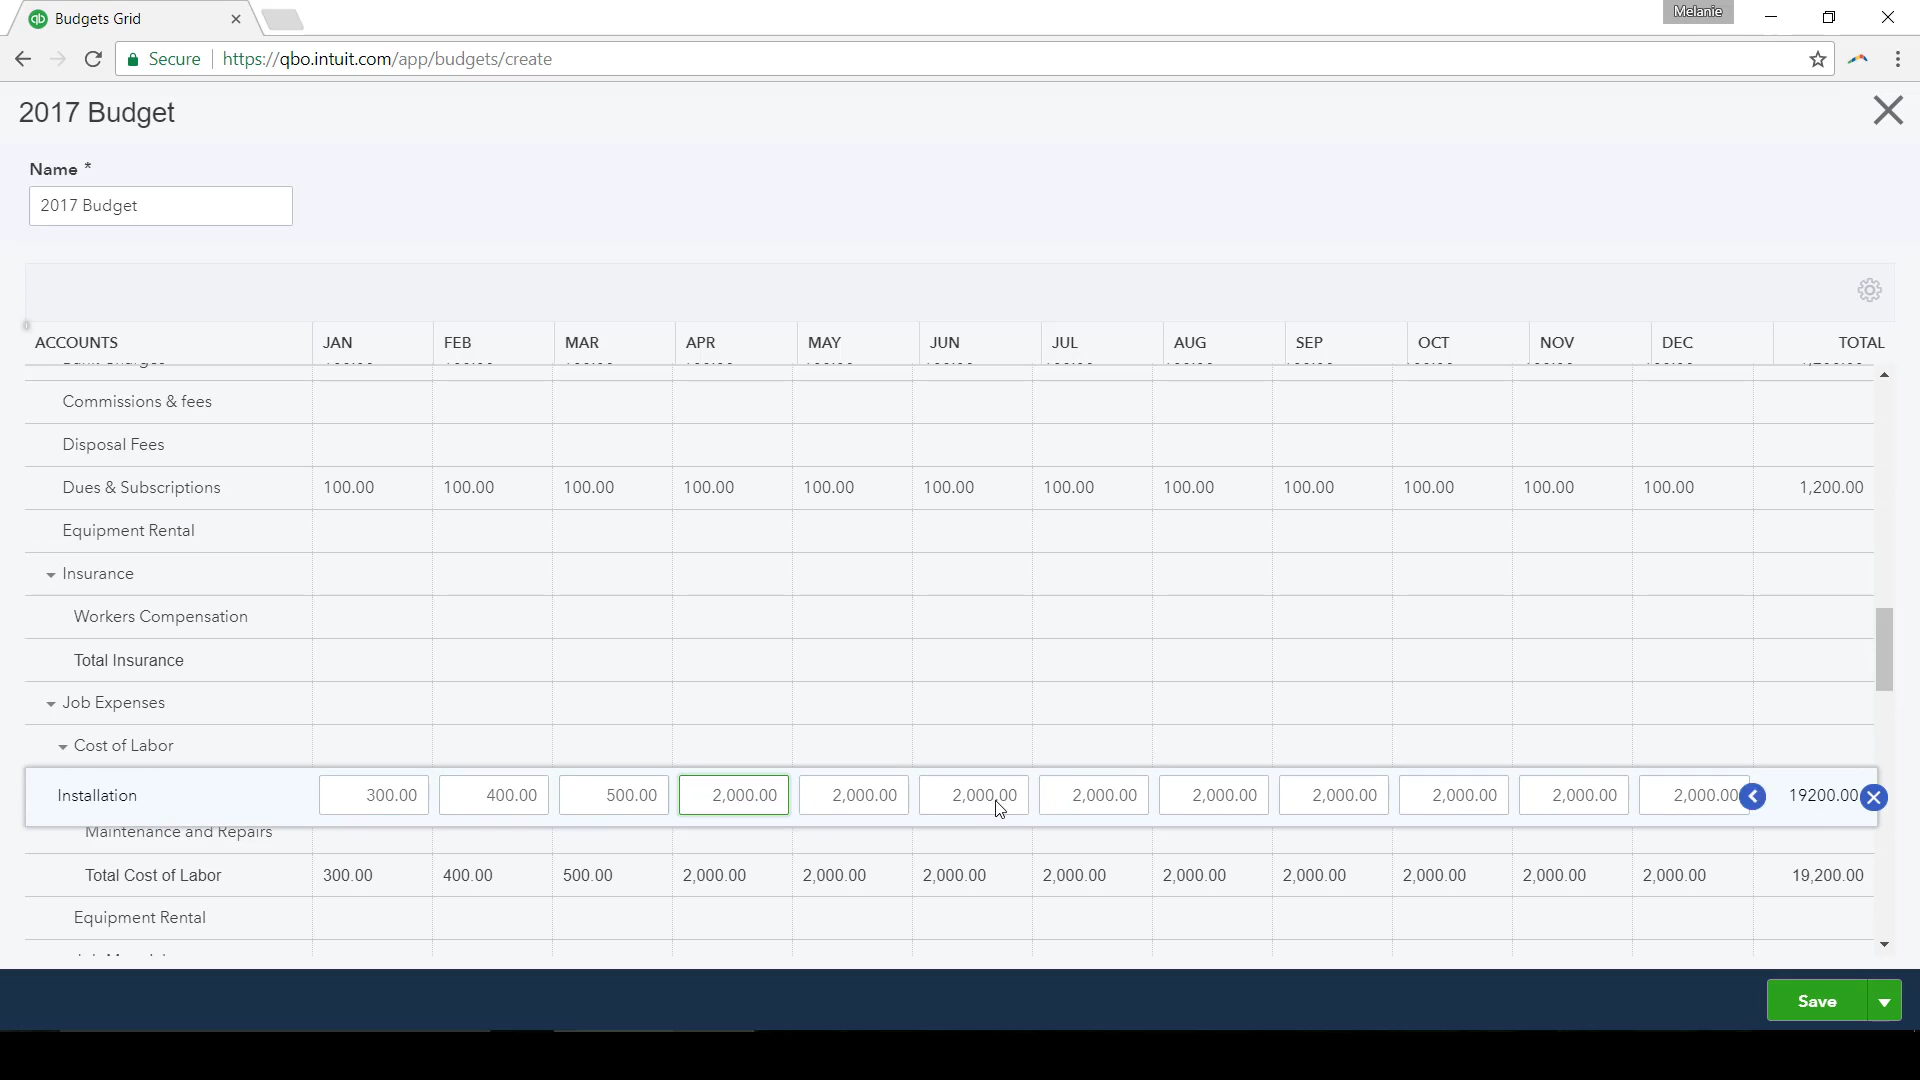 Budgets Grid
Melanie
Secure https://qbo.intuit.com/app/budgets/create
2017 Budget
Name *
2017 Budget
ACCOUNTS JAN FEB MAR APR MAY JUN JUL AUG SEP OCT NOV DEC TOTAL
Commissions & fees
Disposal Fees
Dues & Subscriptions 100.00 100.00 100.00 100.00 100.00 100.00 100.00 100.00 100.00 100.00 100.00 100.00 1,200.00
Equipment Rental
Insurance
Workers Compensation
Total Insurance
Job Expenses
Cost of Labor
Installation 300.00 400.00 500.00 2,000.00 2,000.00 2,000.00 2,000.00 2,000.00 2,000.00 2,000.00 2,000.00 2,000.00 19200.00
Maintenance and Repairs
Total Cost of Labor 300.00 400.00 500.00 2,000.00 2,000.00 2,000.00 2,000.00 2,000.00 2,000.00 2,000.00 2,000.00 2,000.00 19,200.00
Equipment Rental
Save